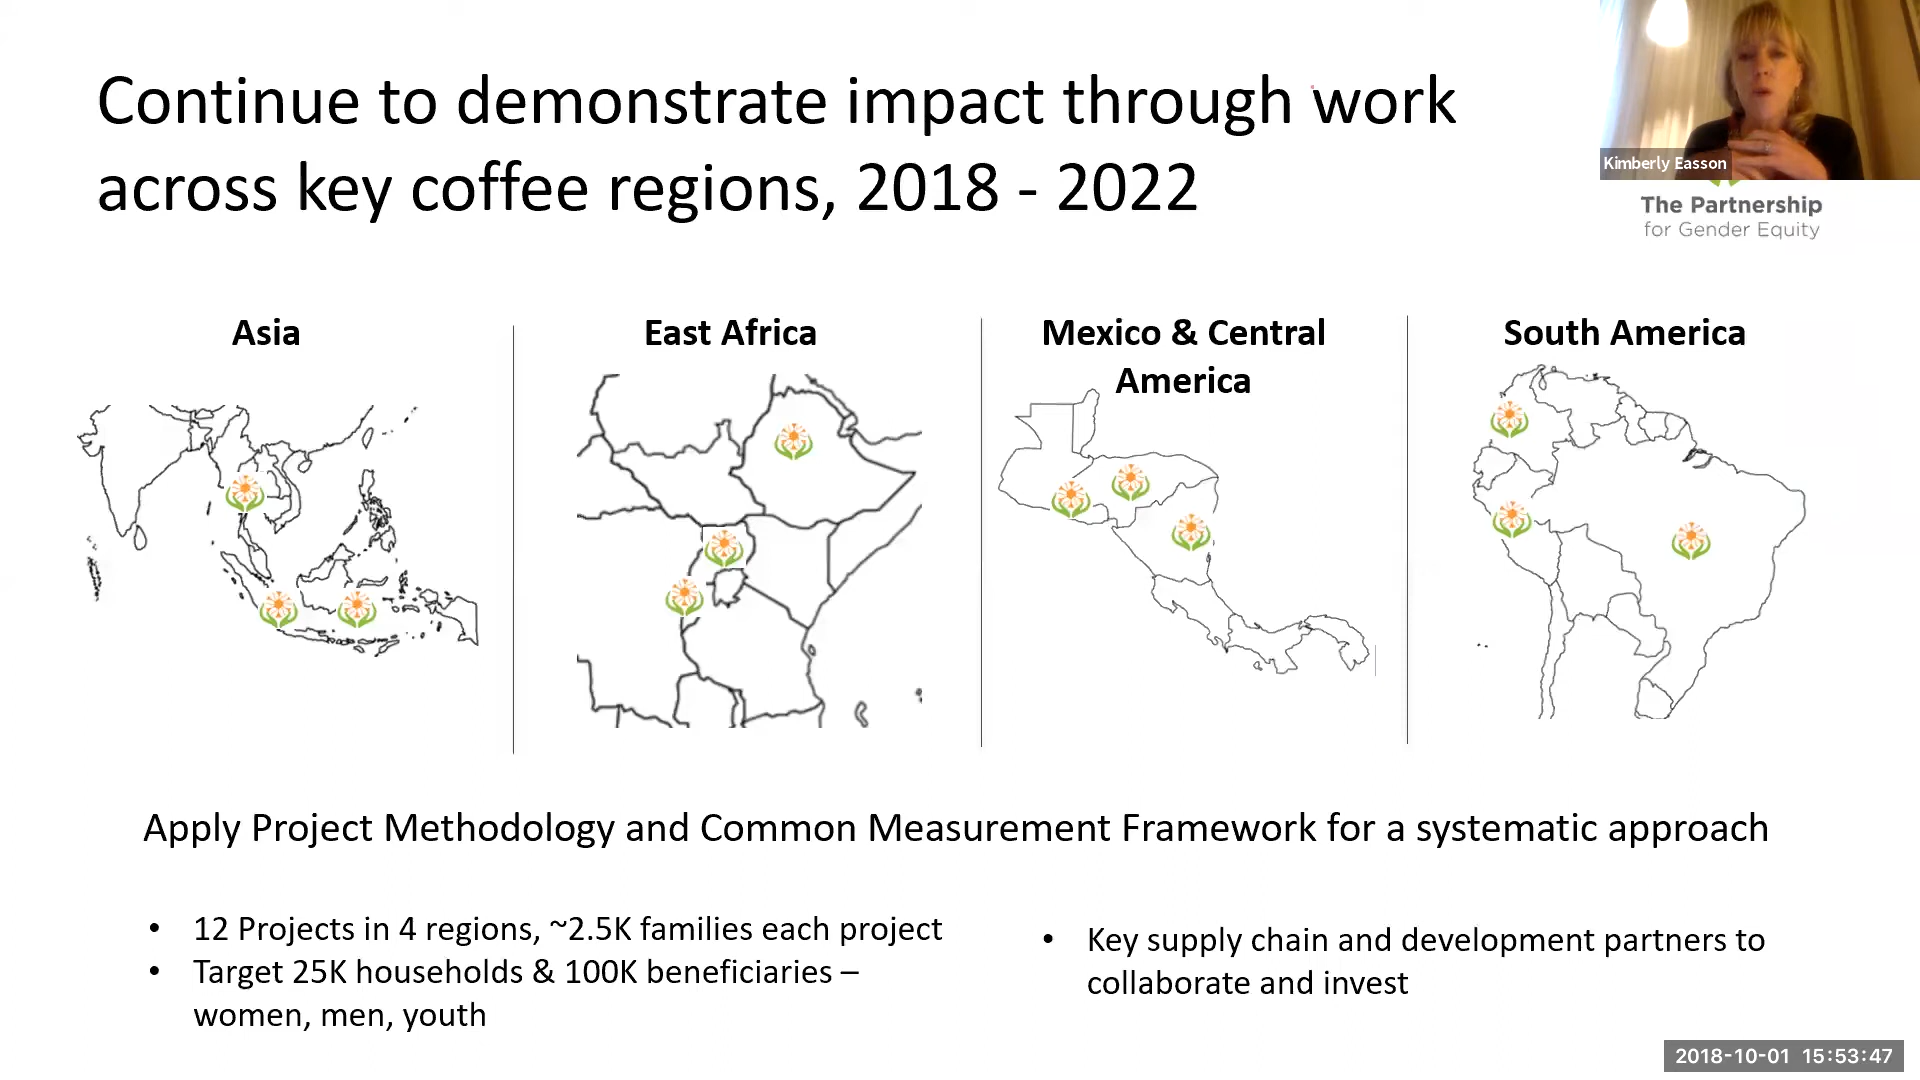 Continue to demonstrate impact through work
across key coffee regions, 2018 - 2022
Kimberly Easson
The Partnership
for Gender Equity
Asia
East Africa
Mexico & Central
America
South America
Apply Project Methodology and Common Measurement Framework for a systematic approach
• 12 Projects in 4 regions, ~2.5K families each project
• Target 25K households & 100K beneficiaries –
women, men, youth
• Key supply chain and development partners to
collaborate and invest
2018-10-01 15:53:47